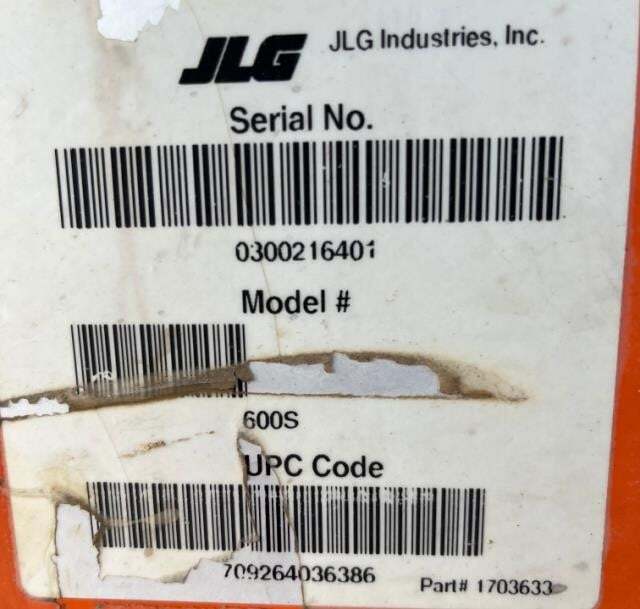 JLG JLG Industries, Inc.
Serial No.
0300216401
Model #
600S
UPC Code
709264036386
Part# 1703633